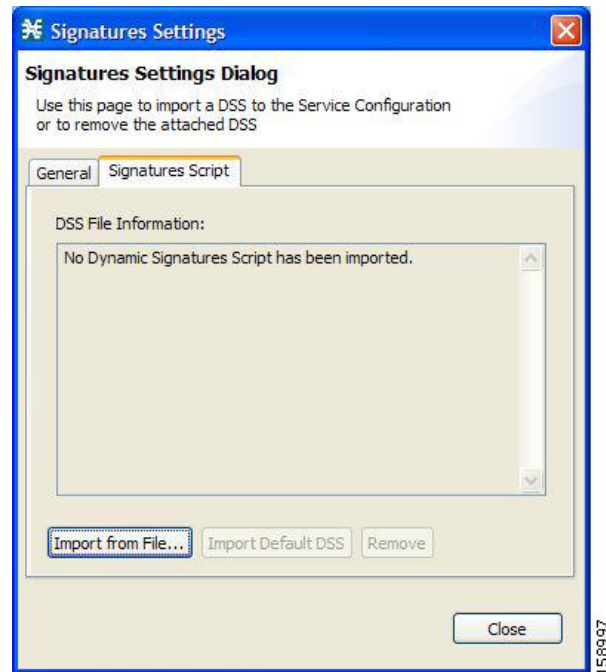 Signatures Settings
Signatures Settings Dialog
Use this page to import a DSS to the Service Configuration
or to remove the attached DSS
General
Signatures Script
DSS File Information:
No Dynamic Signatures Script has been imported.
Import from File...
Import Default DSS
Remove
Close
158997